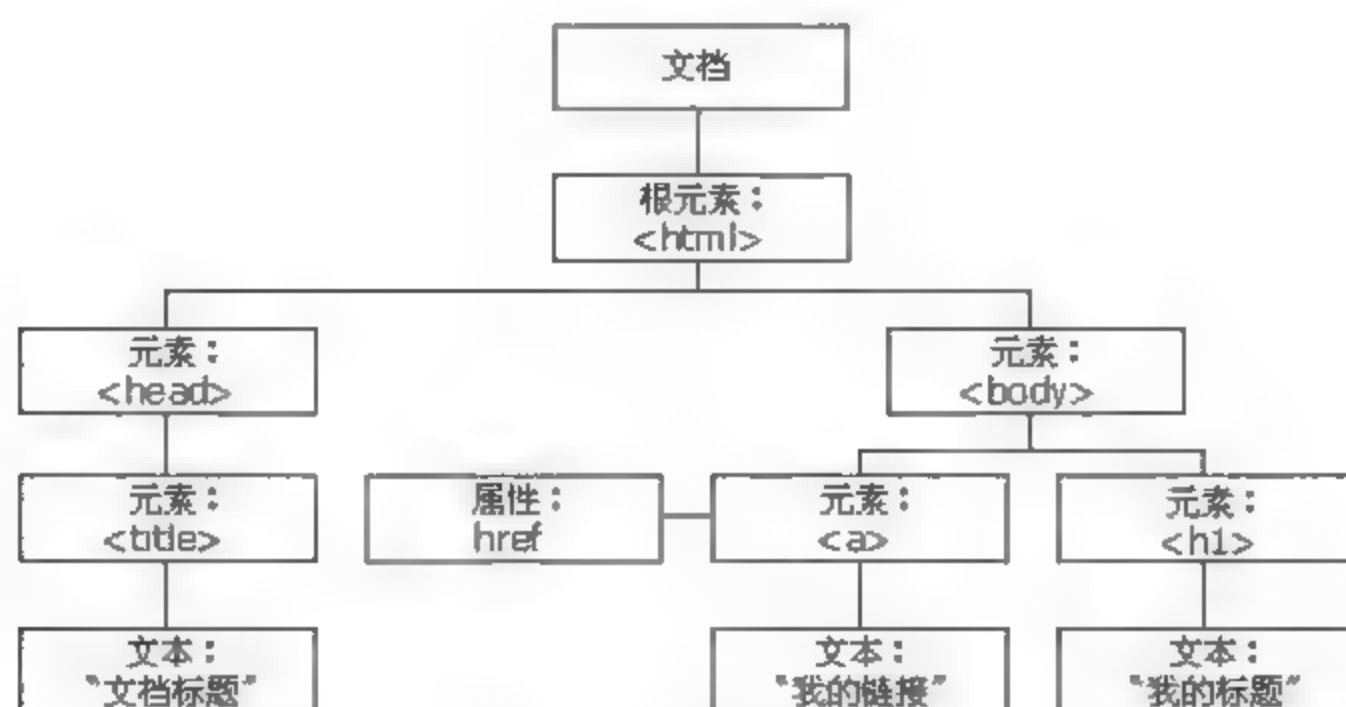 文档
根元素：
<html>
元素：
<head>
元素：
<body>
元素：
<title>
属性：
href
元素：
<a>
元素：
<h1>
文本：
"文档标题"
文本：
"我的链接"
文本：
"我的标题"